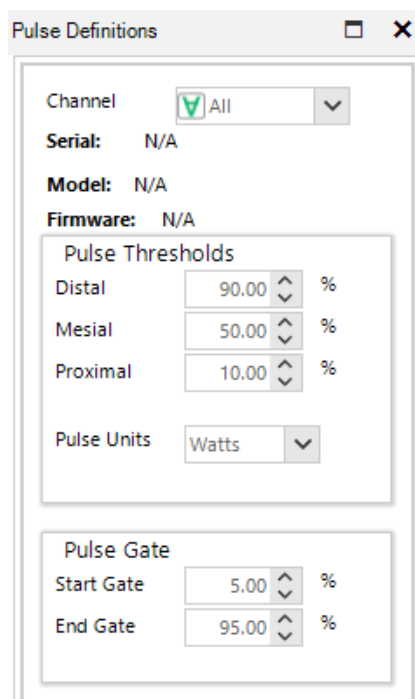 Pulse Definitions
Channel All
Serial: N/A
Model: N/A
Firmware: N/A
Pulse Thresholds
Distal 90.00 %
Mesial 50.00 %
Proximal 10.00 %
Pulse Units Watts
Pulse Gate
Start Gate 5.00 %
End Gate 95.00 %